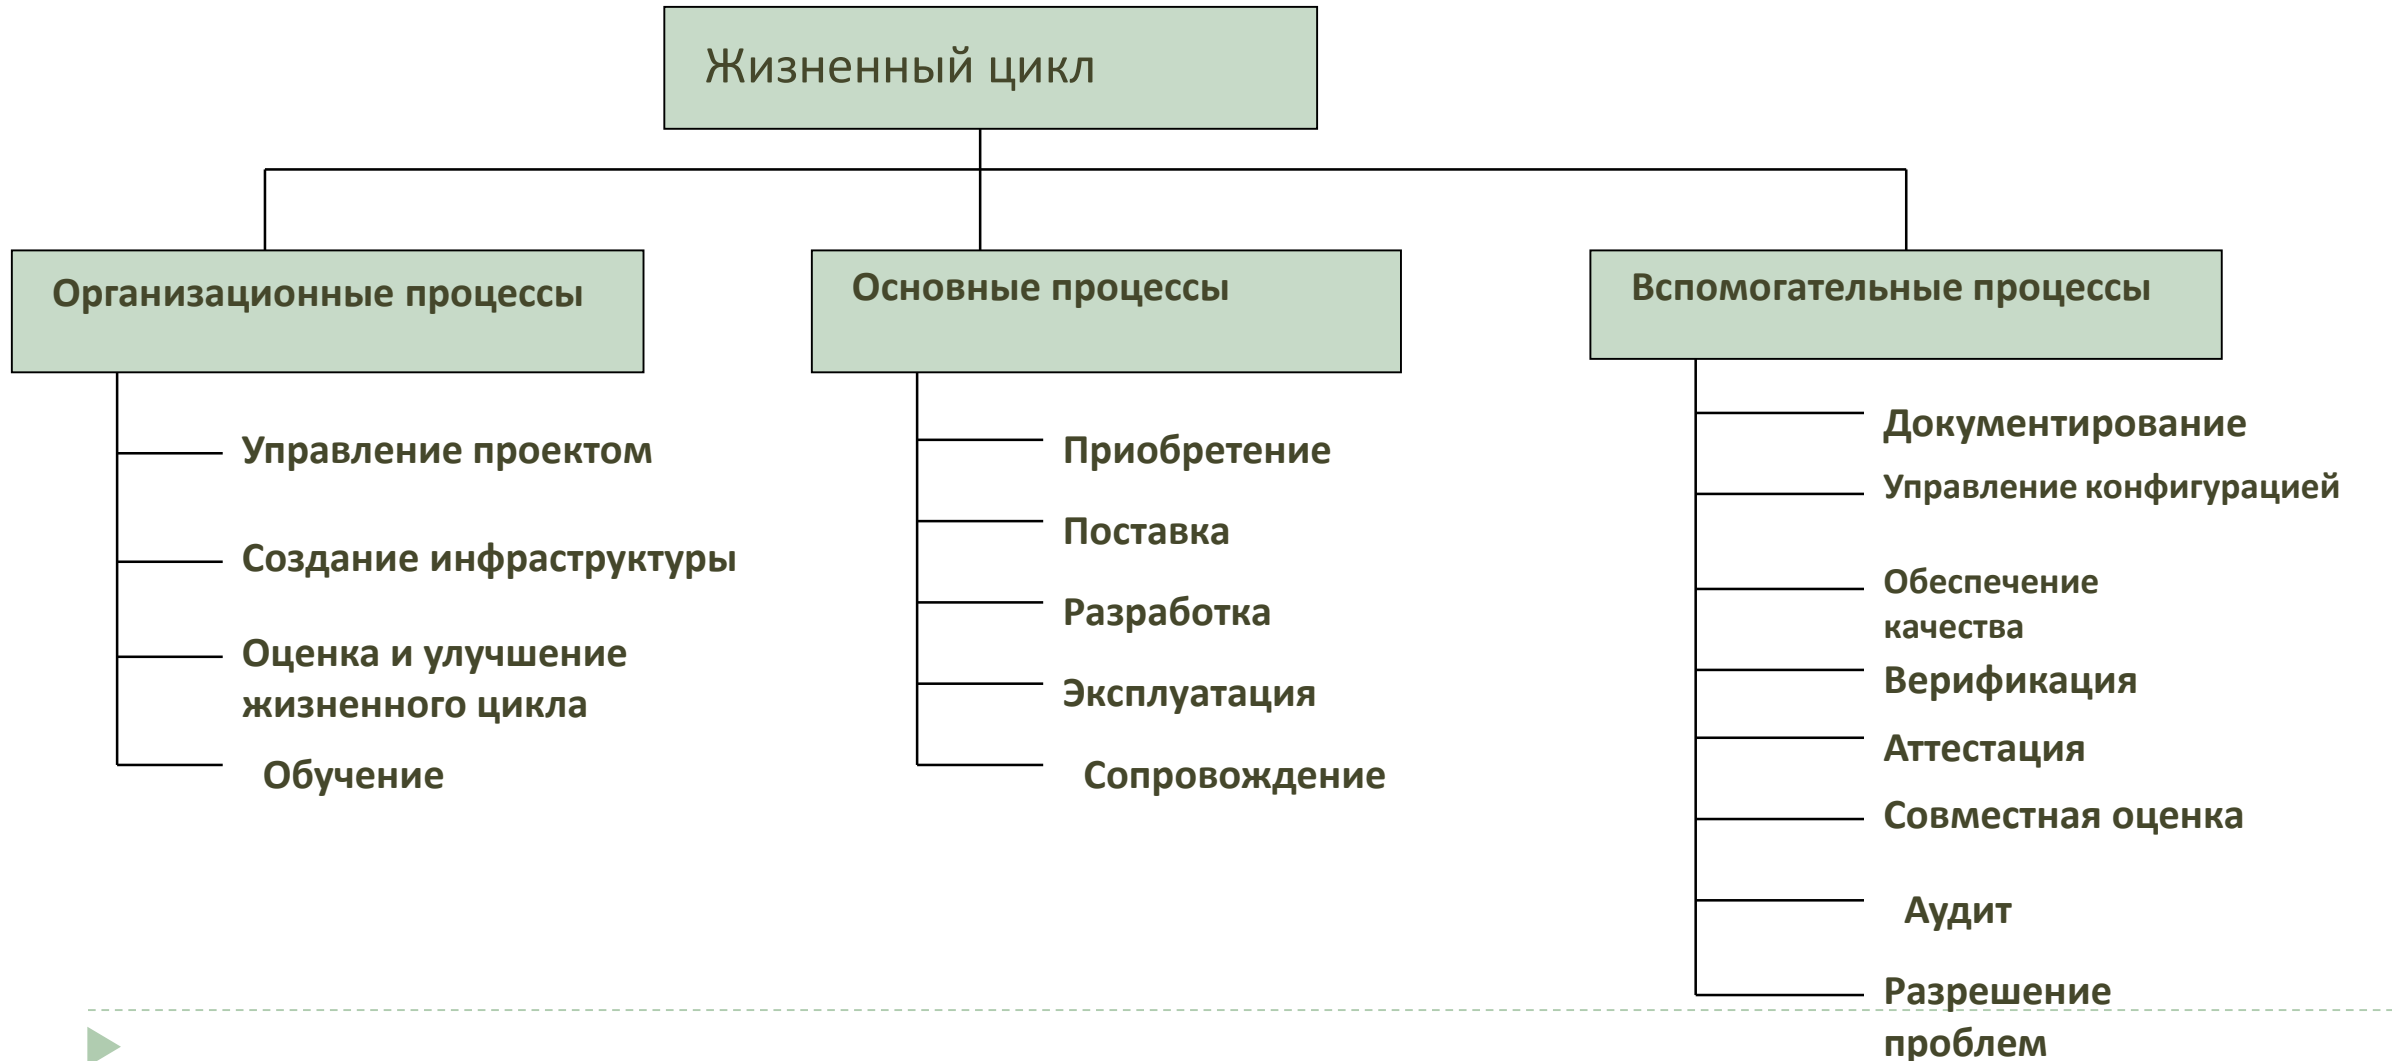 Жизненный цикл
Организационные процессы
Управление проектом
Создание инфраструктуры
Оценка и улучшение
жизненного цикла
Обучение
Основные процессы
Приобретение
Поставка
Разработка
Эксплуатация
Сопровождение
Вспомогательные процессы
Документирование
Управление конфигурацией
Обеспечение
качества
Верификация
Аттестация
Совместная оценка
Аудит
Разрешение
проблем